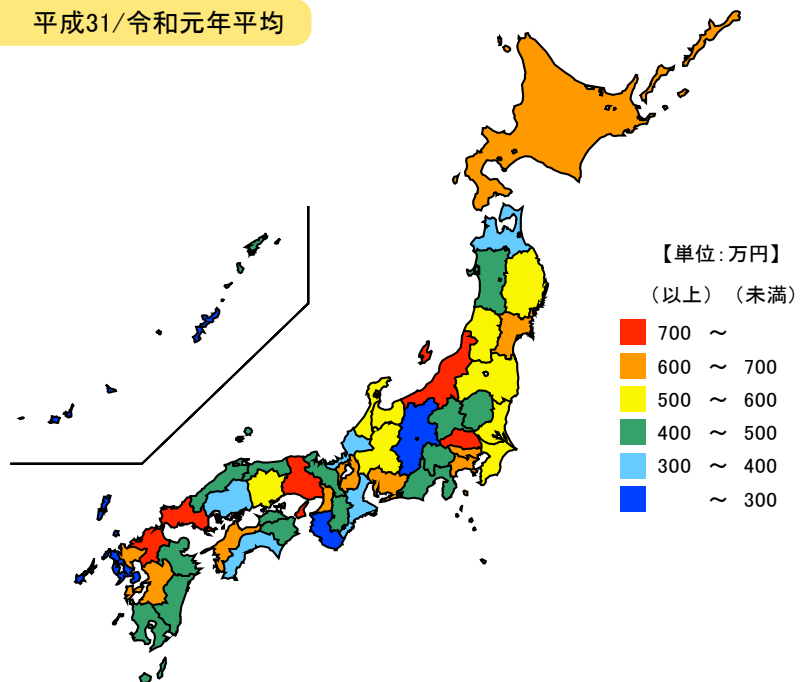 平成31/令和元年平均
【単位:万円】
（以上）（未満）
700 ～
600 ～ 700
500 ～ 600
400 ～ 500
300 ～ 400
～ 300